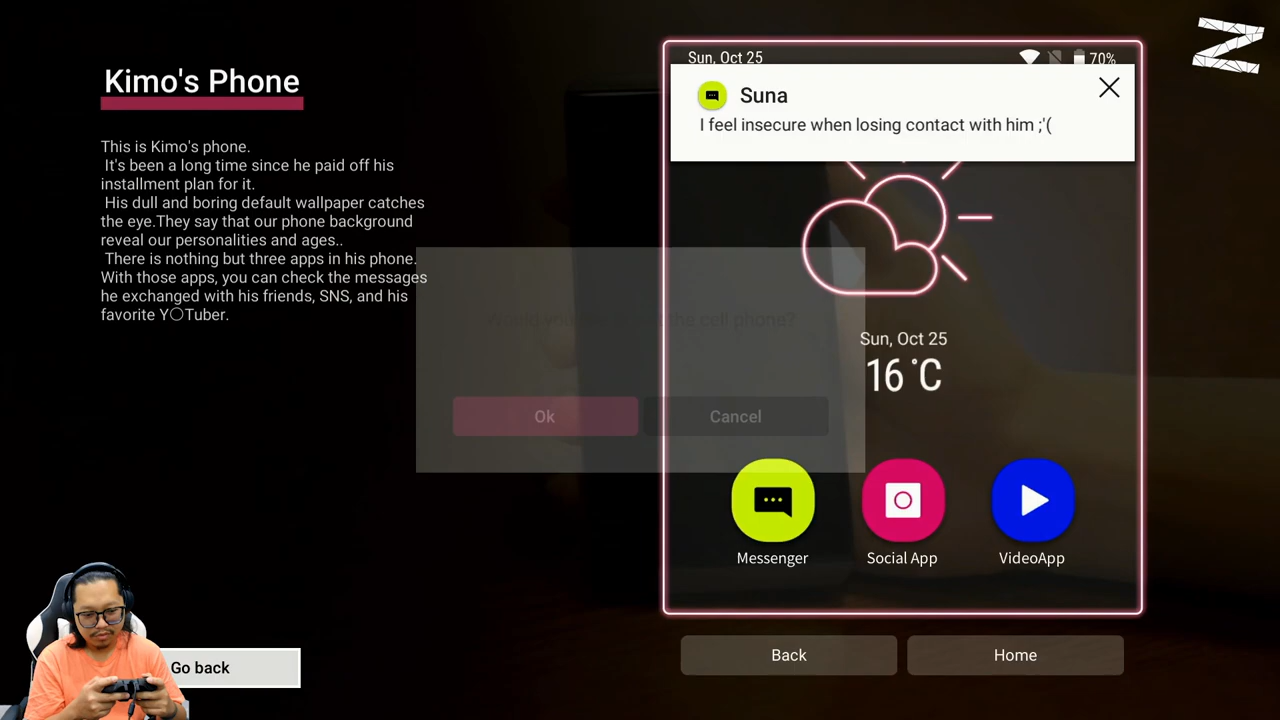 Kimo's Phone
This is Kimo's phone.
It's been a long time since he paid off his
installment plan for it.
His dull and boring default wallpaper catches
the eye.They say that our phone background
reveal our personalities and ages..
There is nothing but three apps in his phone.
With those apps, you can check the messages
he exchanged with his friends, SNS, and his
favorite Y〇Tuber.
Sun, Oct 25
70%
Suna
I feel insecure when losing contact with him ;'(
the cell phone?
Ok
Cancel
Sun, Oct 25
16 °C
Messenger
Social App
VideoApp
Go back
Back
Home